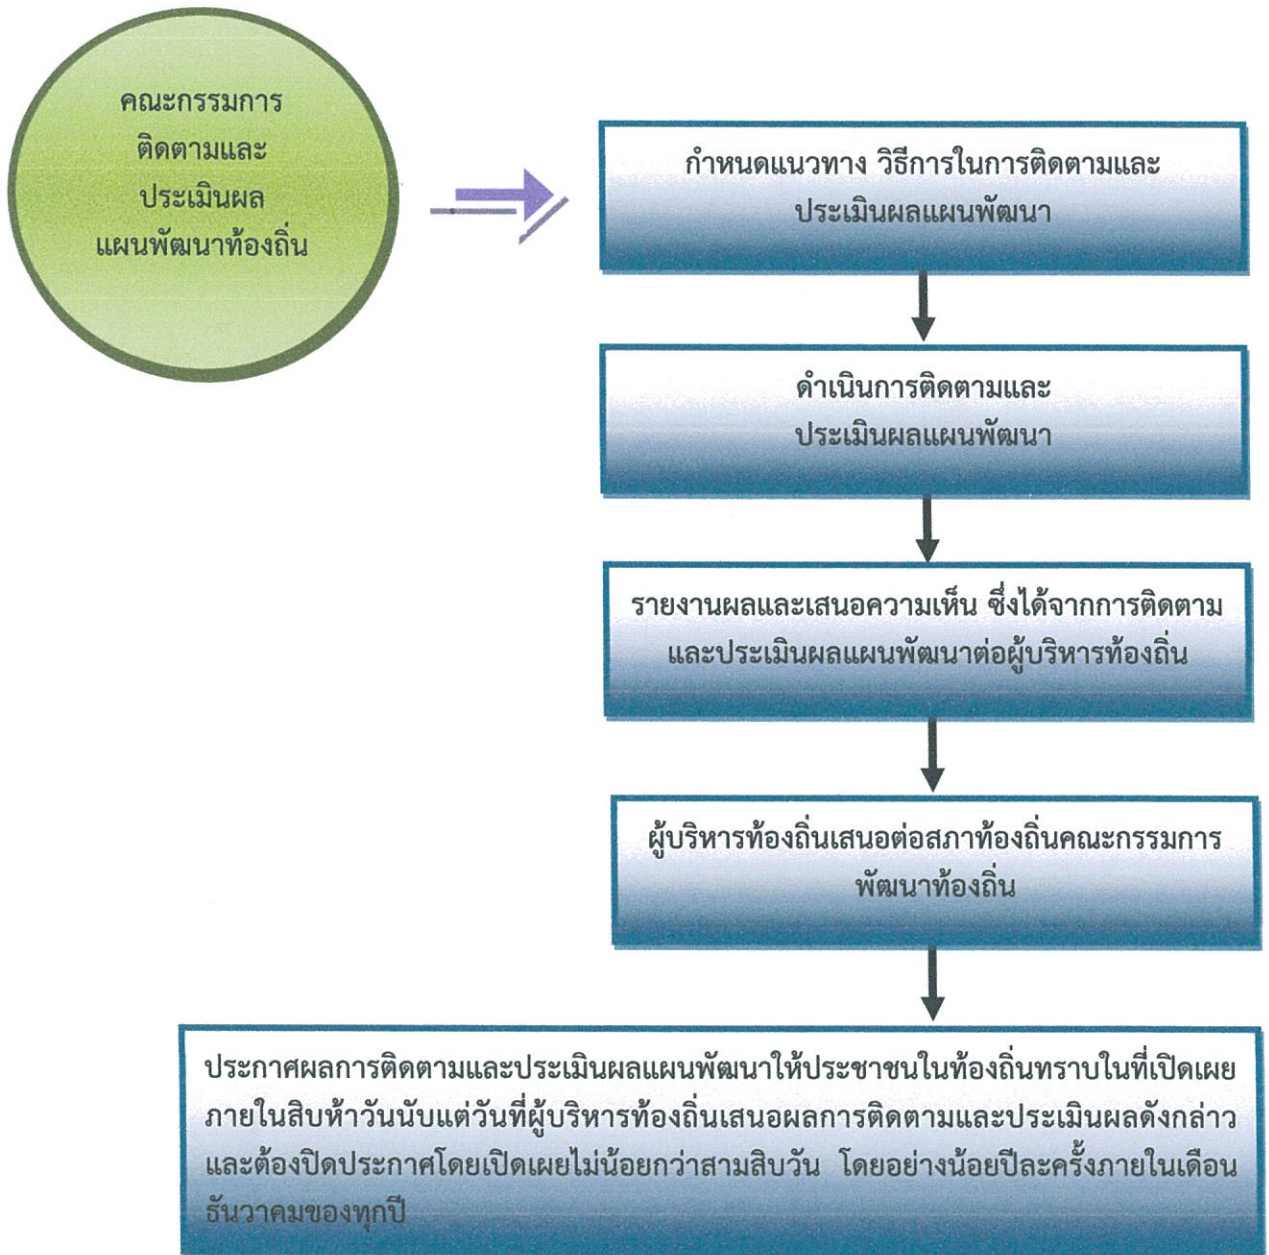 คณะกรรมการ
ติดตามและ
ประเมินผล
แผนพัฒนาท้องถิ่น
กำหนดแนวทาง วิธีการในการติดตามและ
ประเมินผลแผนพัฒนา
ดำเนินการติดตามและ
ประเมินผลแผนพัฒนา
รายงานผลและเสนอความเห็น ซึ่งได้จากการติดตาม
และประเมินผลแผนพัฒนาต่อผู้บริหารท้องถิ่น
ผู้บริหารท้องถิ่นเสนอต่อสภาท้องถิ่นคณะกรรมการ
พัฒนาท้องถิ่น
ประกาศผลการติดตามและประเมินผลแผนพัฒนาให้ประชาชนในท้องถิ่นทราบในที่เปิดเผย
ภายในสิบห้าวันนับแต่วันที่ผู้บริหารท้องถิ่นเสนอผลการติดตามและประเมินผลดังกล่าว
และต้องปิดประกาศโดยเปิดเผยไม่น้อยกว่าสามสิบวัน โดยอย่างน้อยปีละครั้งภายในเดือน
ธันวาคมของทุกปี